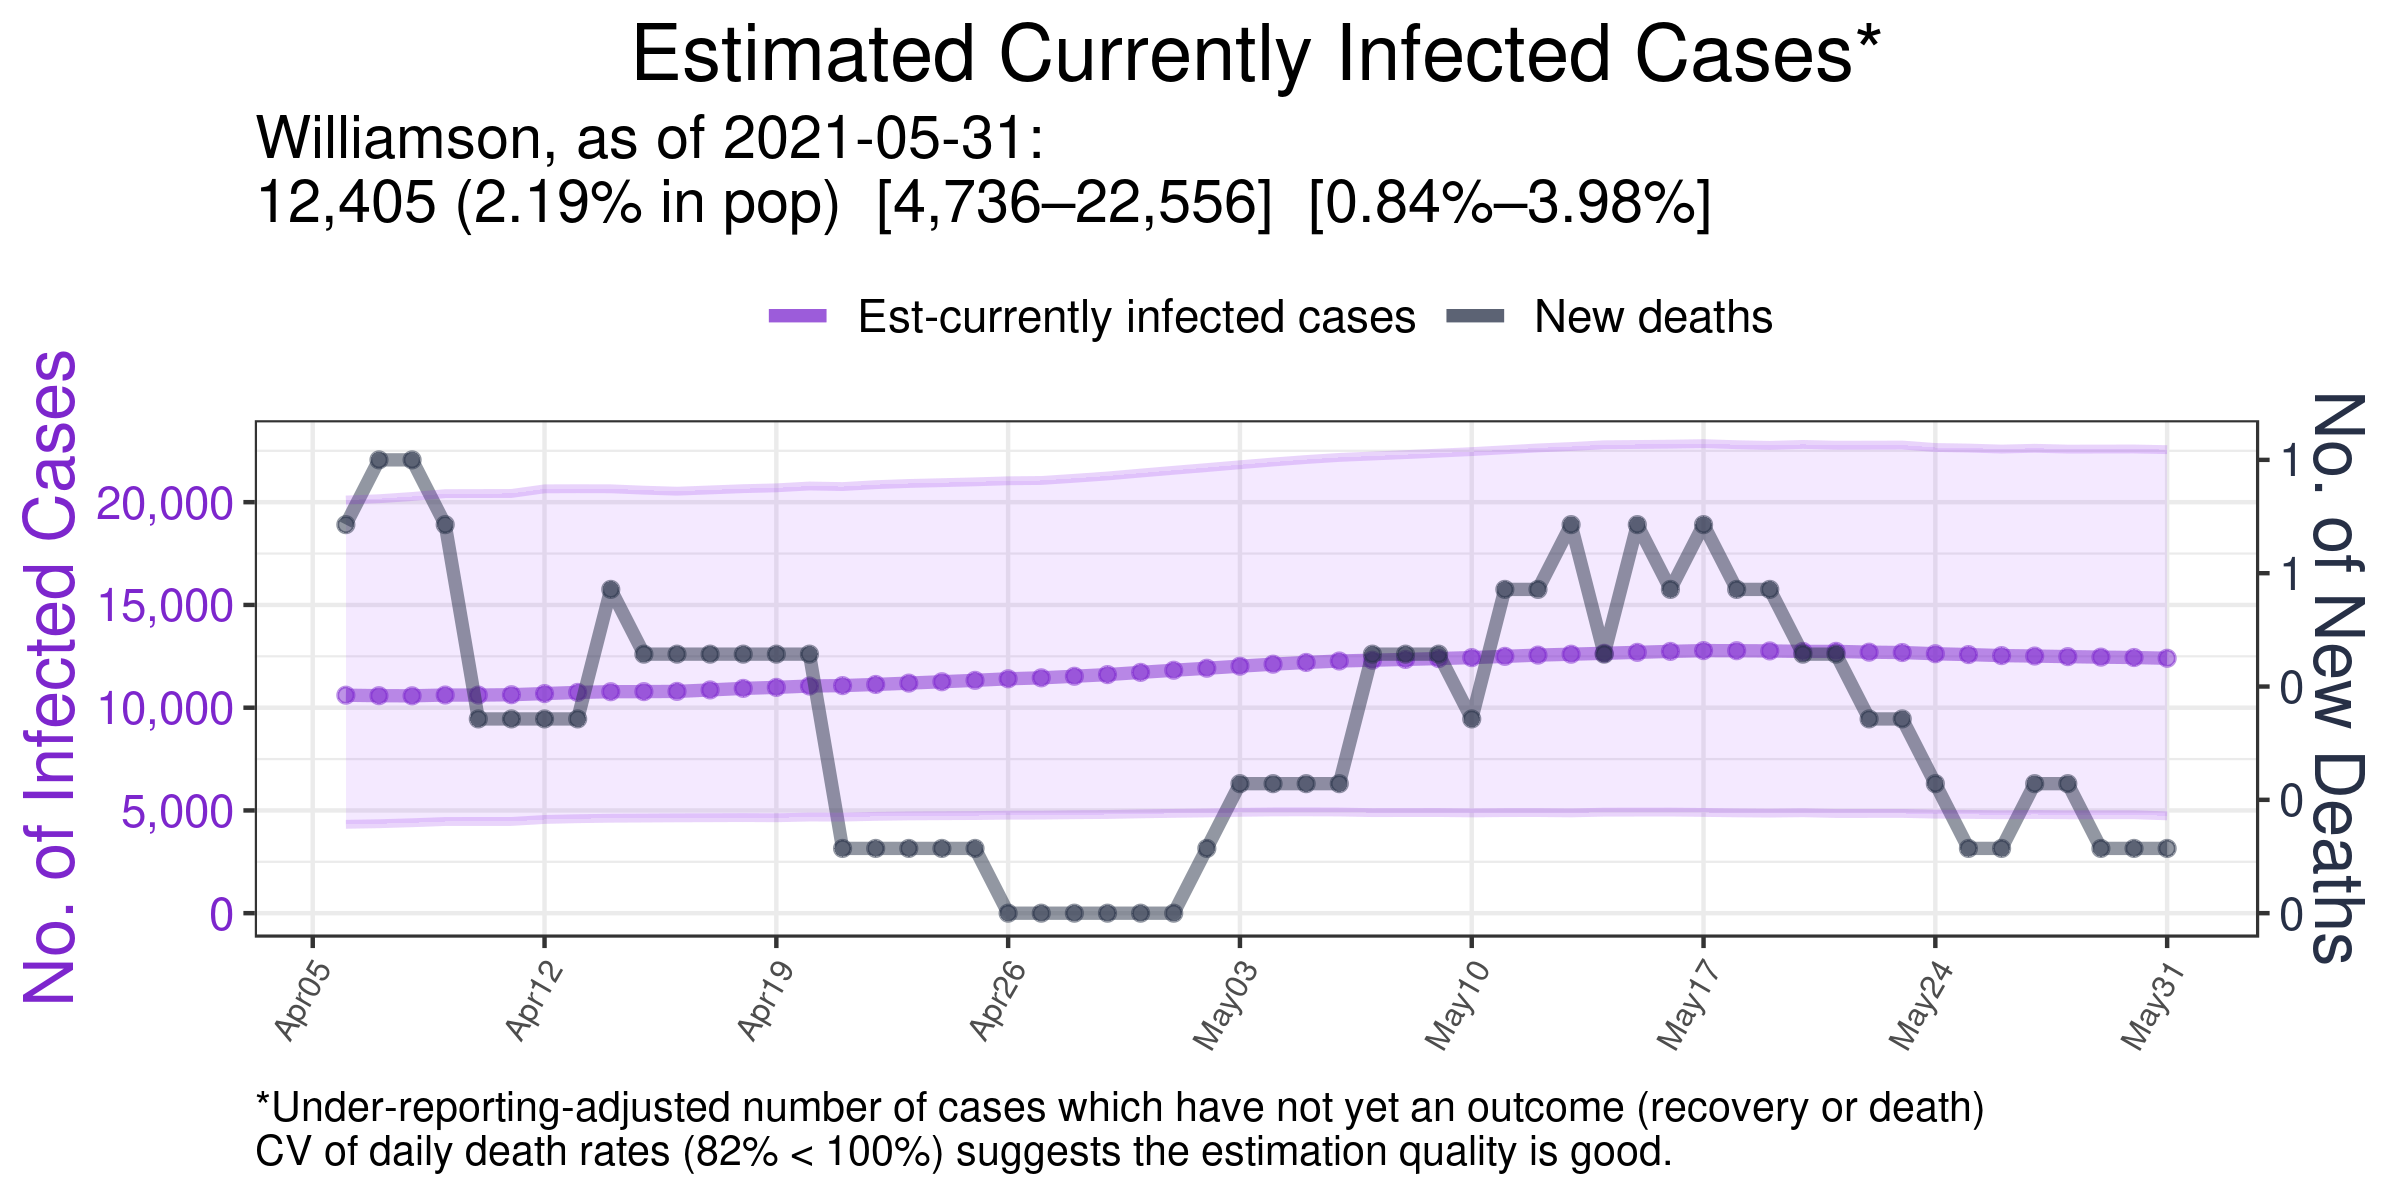 Estimated Currently Infected Cases*
Williamson, as of 2021-05-31:
12,405 (2.19% in pop)  [4,736–22,556]  [0.84%–3.98%]
Est-currently infected cases
New deaths
No. of Infected Cases
20,000
15,000
10,000
5,000
0
1
1
0
0
0
No. of New Deaths
Apr05
Apr12
Apr19
Apr26
May03
May10
May17
May24
May31
*Under-reporting-adjusted number of cases which have not yet an outcome (recovery or death)
CV of daily death rates (82% < 100%) suggests the estimation quality is good.